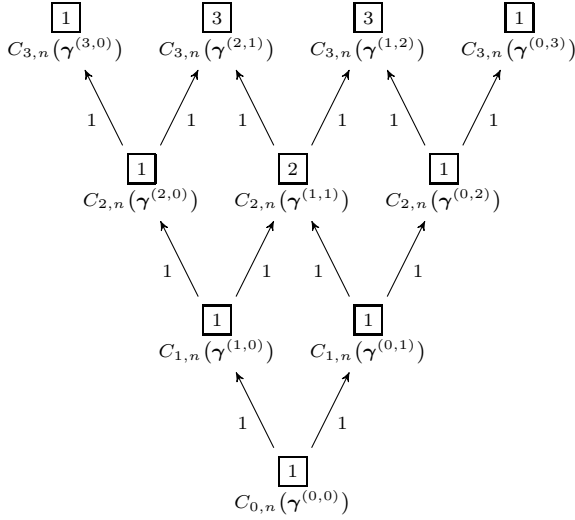 1 3 3 1
C_{3,n}(γ^{(3,0)}) C_{3,n}(γ^{(2,1)}) C_{3,n}(γ^{(1,2)}) C_{3,n}(γ^{(0,3)})
1 1 1 1 1 1
1 2 1
C_{2,n}(γ^{(2,0)}) C_{2,n}(γ^{(1,1)}) C_{2,n}(γ^{(0,2)})
1 1 1 1
1 1
C_{1,n}(γ^{(1,0)}) C_{1,n}(γ^{(0,1)})
1 1
1
C_{0,n}(γ^{(0,0)})